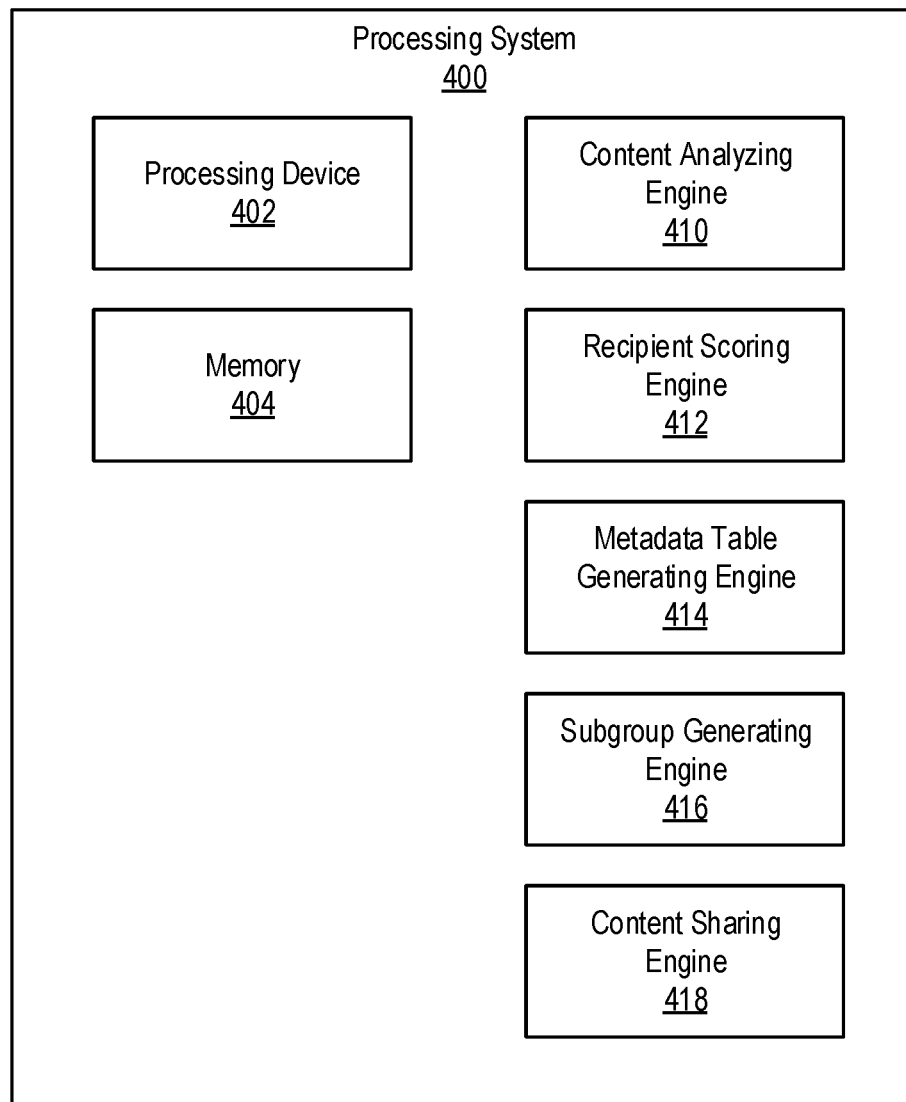 Processing System
400
Processing Device
402
Memory
404
Content Analyzing
Engine
410
Recipient Scoring
Engine
412
Metadata Table
Generating Engine
414
Subgroup Generating
Engine
416
Content Sharing
Engine
418